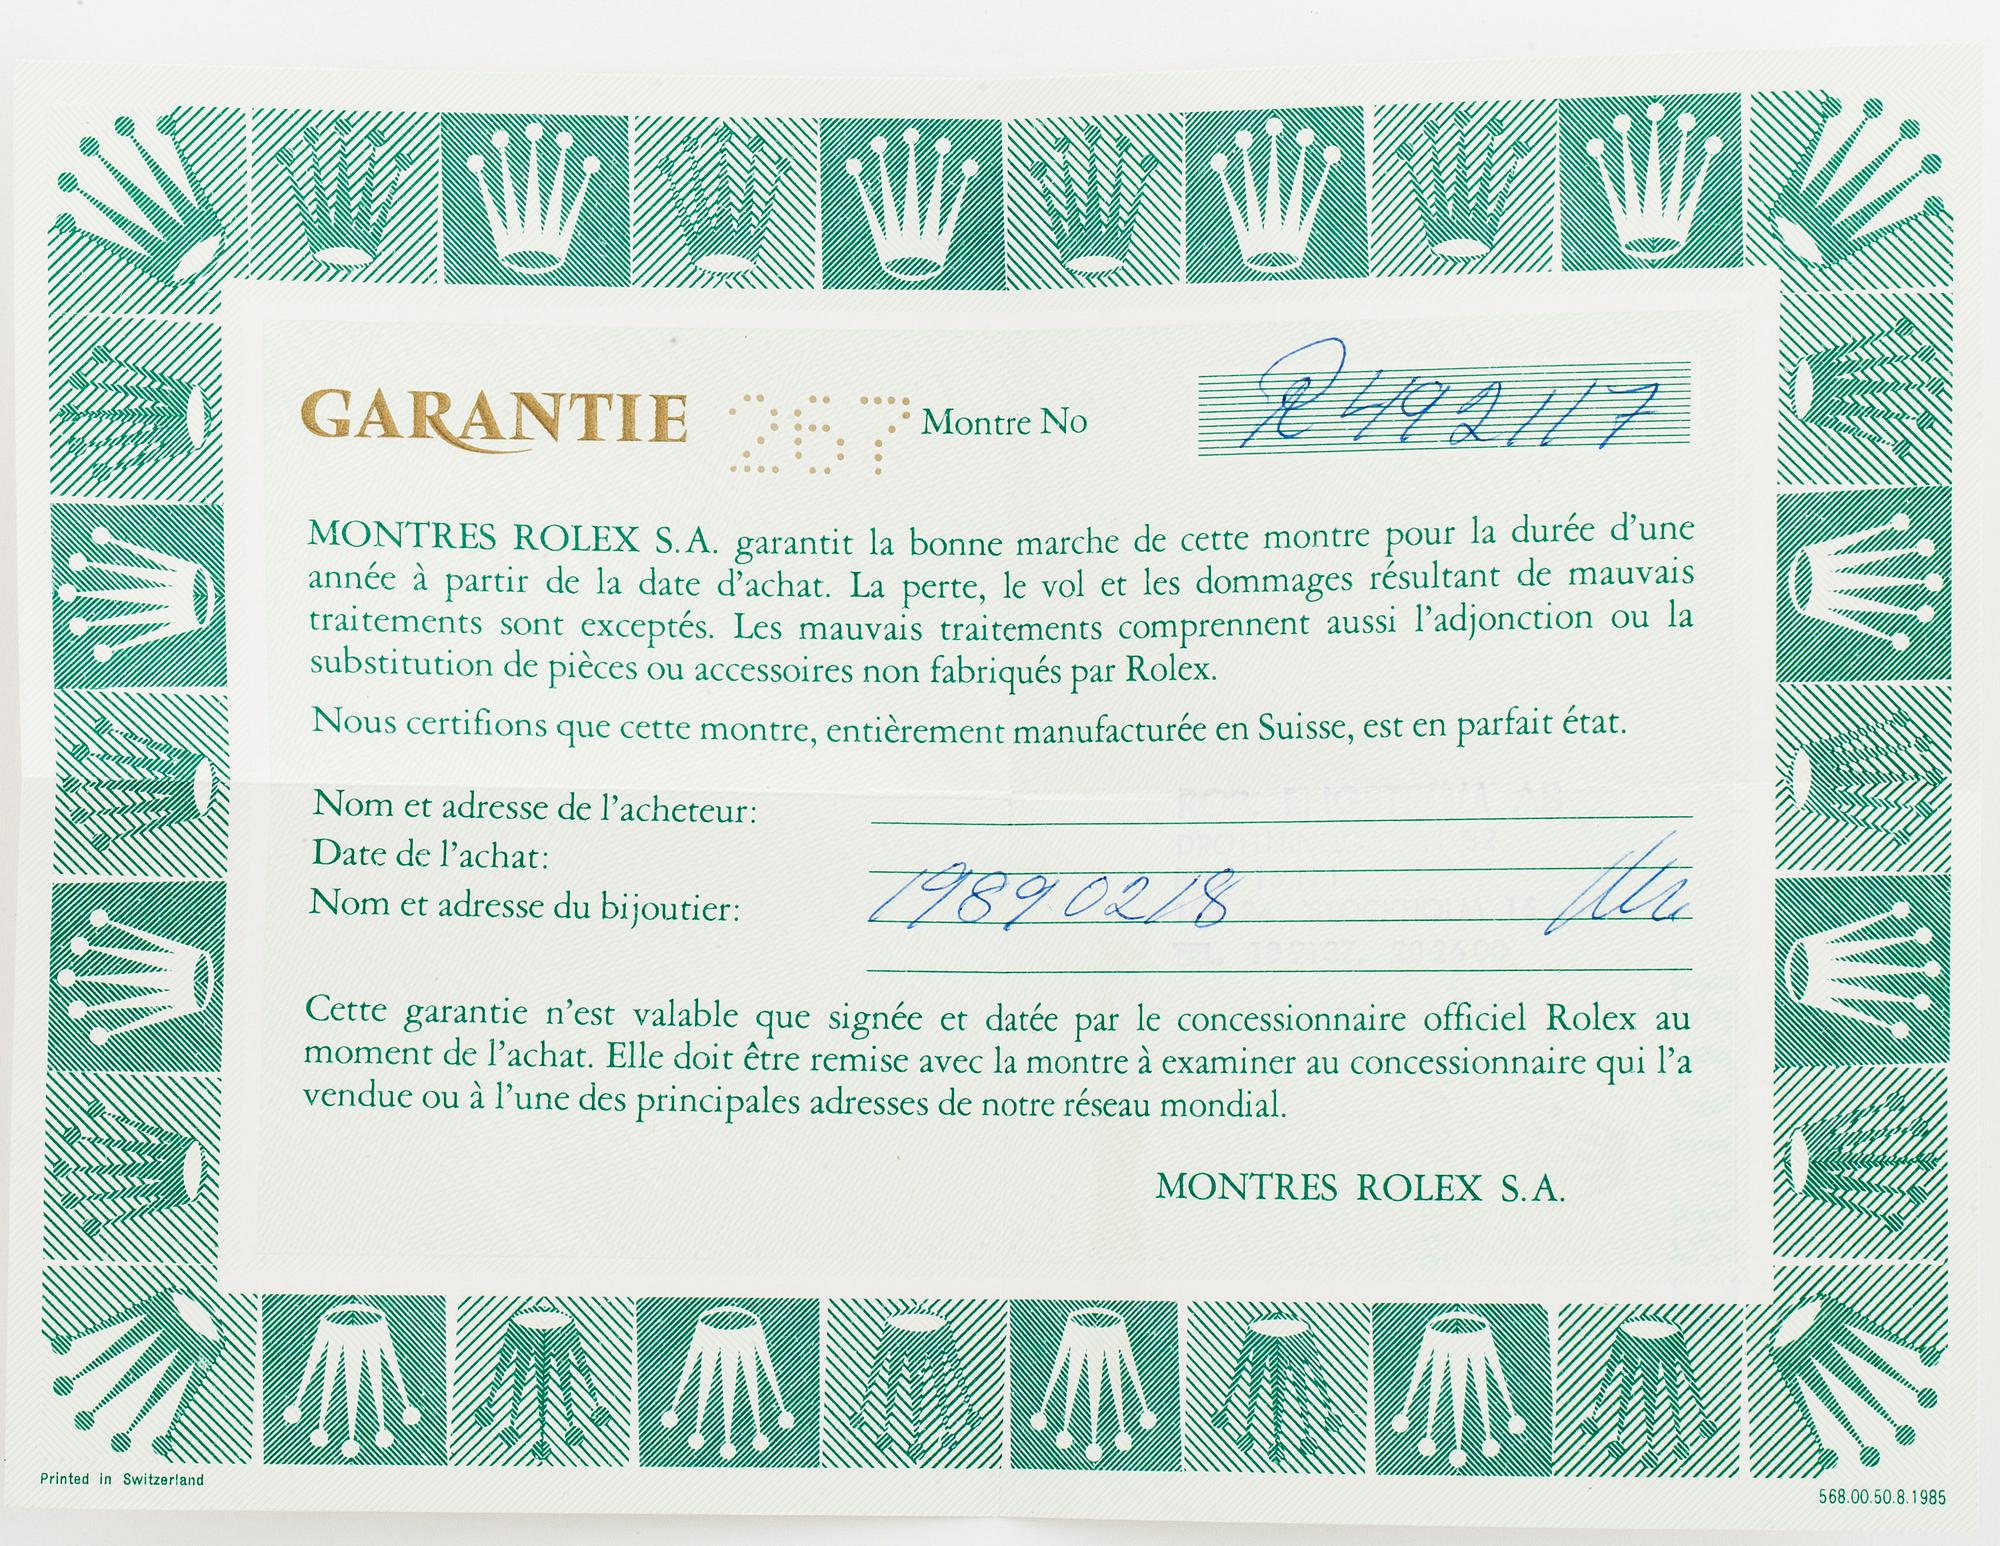 GARANTIE 267 Montre No R492117
MONTRES ROLEX S.A. garantit la bonne marche de cette montre pour la durée d'une
année à partir de la date d'achat. La perte, le vol et les dommages résultant de mauvais
traitements sont exceptés. Les mauvais traitements comprennent aussi l'adjonction ou la
substitution de pièces ou accessoires non fabriqués par Rolex.
Nous certifions que cette montre, entièrement manufacturée en Suisse, est en parfait état.
Nom et adresse de l'acheteur:
Date de l'achat:
Nom et adresse du bijoutier: 19890218
TEL.
Cette garantie n'est valable que signée et datée par le concessionnaire officiel Rolex au
moment de l'achat. Elle doit être remise avec la montre à examiner au concessionnaire qui l'a
vendue ou à l'une des principales adresses de notre réseau mondial.
MONTRES ROLEX S.A.
Printed in Switzerland
568.00.50.8.1985